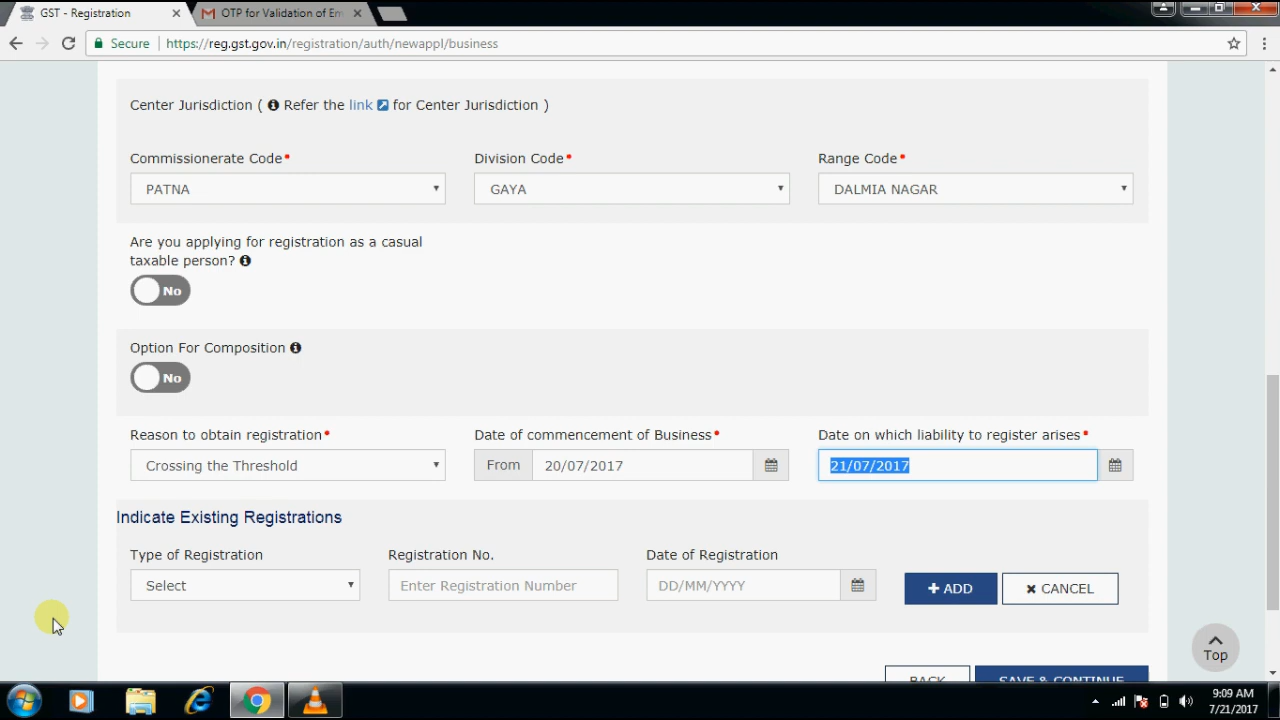 GST - Registration
OTP for Validation of Em
Secure https://reg.gst.gov.in/registration/auth/newappl/business
Center Jurisdiction ( Refer the link for Center Jurisdiction )
Commissionerate Code* Division Code* Range Code*
PATNA GAYA DALMIA NAGAR
Are you applying for registration as a casual
taxable person?
No
Option For Composition
No
Reason to obtain registration* Date of commencement of Business* Date on which liability to register arises*
Crossing the Threshold From 20/07/2017 21/07/2017
Indicate Existing Registrations
Type of Registration Registration No. Date of Registration
Select Enter Registration Number DD/MM/YYYY ADD CANCEL
Top
BACK SAVE & CONTINUE
9:09 AM
7/21/2017